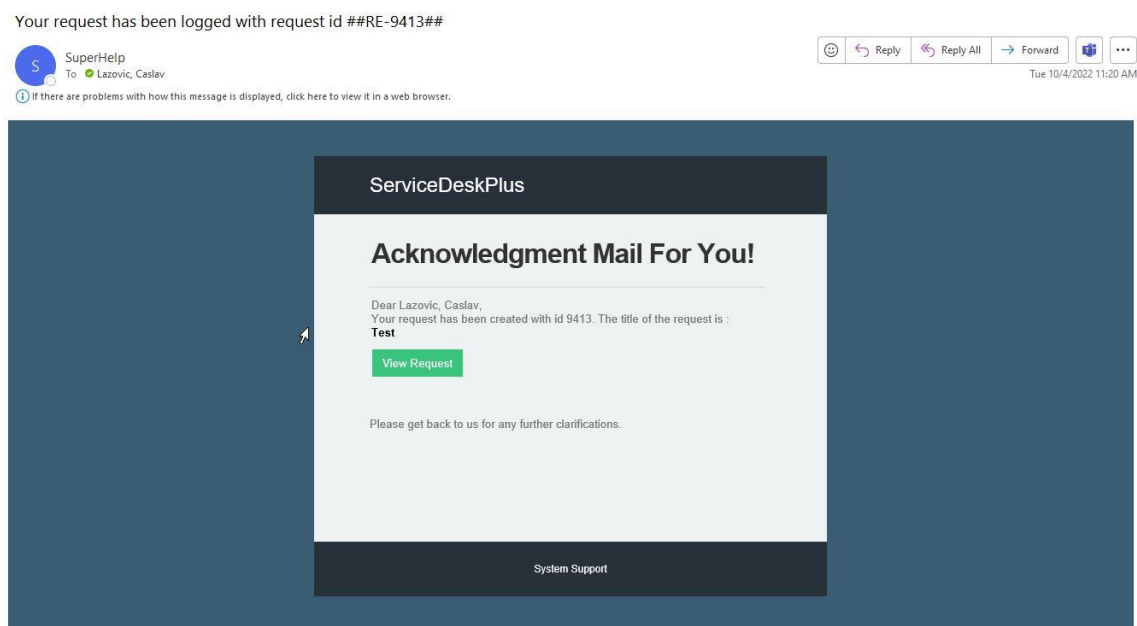 Your request has been logged with request id ##RE-9413##
S
SuperHelp
To Lazovic, Caslav
Reply
Reply All
Forward
Tue 10/4/2022 11:20 AM
If there are problems with how this message is displayed, click here to view it in a web browser.
ServiceDeskPlus
Acknowledgment Mail For You!
Dear Lazovic, Caslav,
Your request has been created with id 9413. The title of the request is :
Test
View Request
Please get back to us for any further clarifications.
System Support